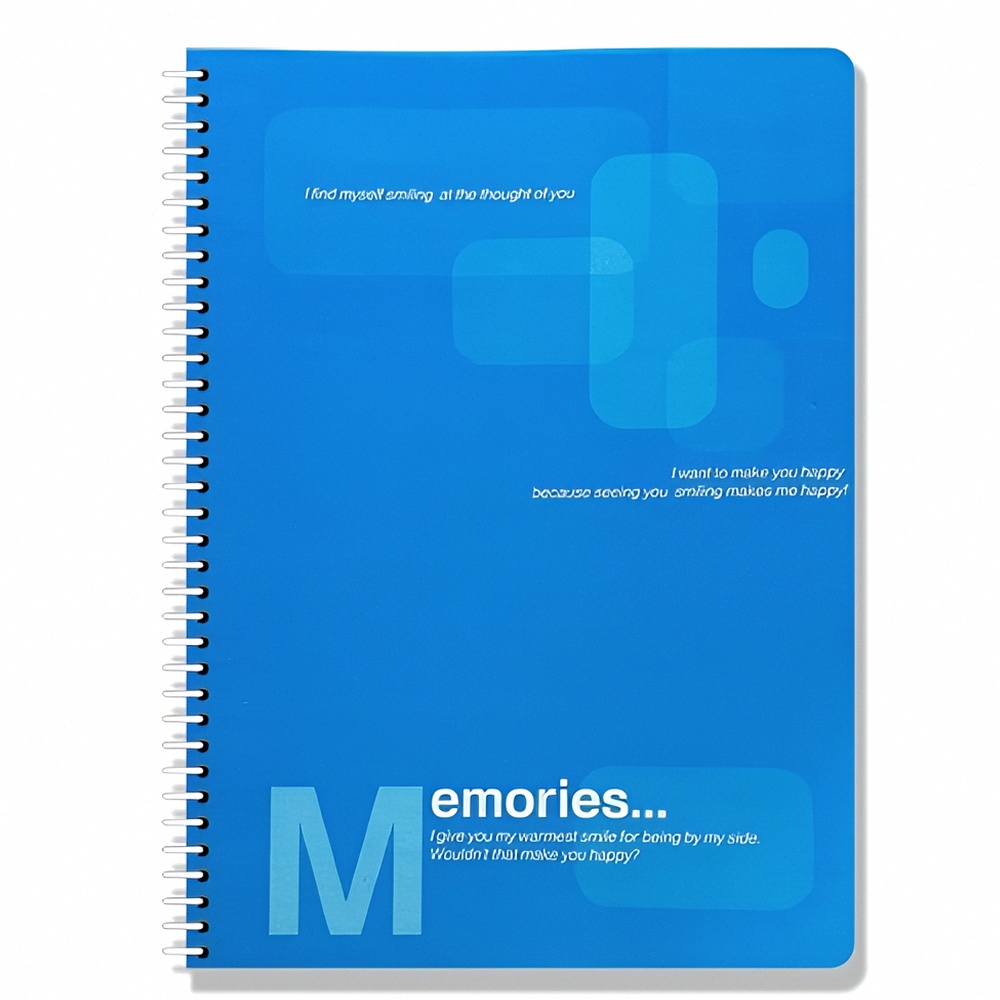 I find myself smiling at the thought of you
I want to make you happy
because seeing you smiling makes me happy!
Memories...
I give you my warmest smile for being by my side.
Wouldn't that make you happy?